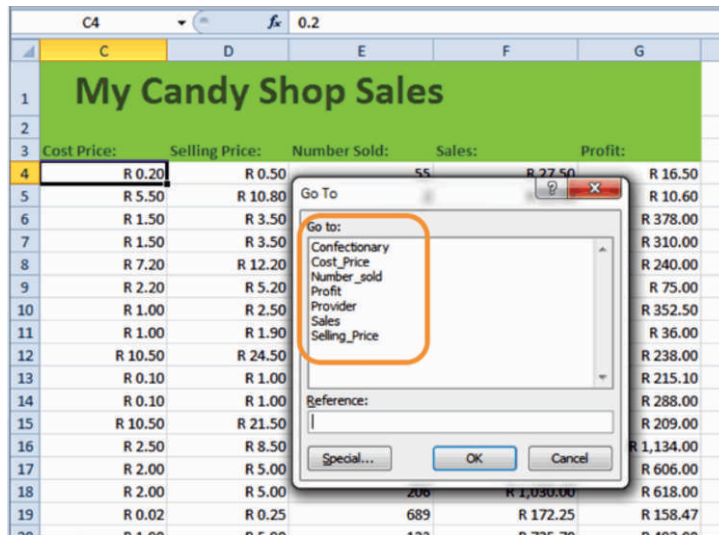 C4 fx 0.2
C D E F G
1 My Candy Shop Sales
2
3 Cost Price: Selling Price: Number Sold: Sales: Profit:
4 R 0.20 R 0.50 55 R 27.50 R 16.50
5 R 5.50 R 10.80 R 10.60
6 R 1.50 R 3.50 R 378.00
7 R 1.50 R 3.50 R 310.00
8 R 7.20 R 12.20 R 240.00
9 R 2.20 R 5.20 R 75.00
10 R 1.00 R 2.50 R 352.50
11 R 1.00 R 1.90 R 36.00
12 R 10.50 R 24.50 R 238.00
13 R 0.10 R 1.00 R 215.10
14 R 0.10 R 1.00 R 288.00
15 R 10.50 R 21.50 R 209.00
16 R 2.50 R 8.50 R 1,134.00
17 R 2.00 R 5.00 R 606.00
18 R 2.00 R 5.00 206 R 1,030.00 R 618.00
19 R 0.02 R 0.25 689 R 172.25 R 158.47
Go To
Go to:
Confectionary
Cost_Price
Number_sold
Profit
Provider
Sales
Selling_Price
Reference:
Special... OK Cancel